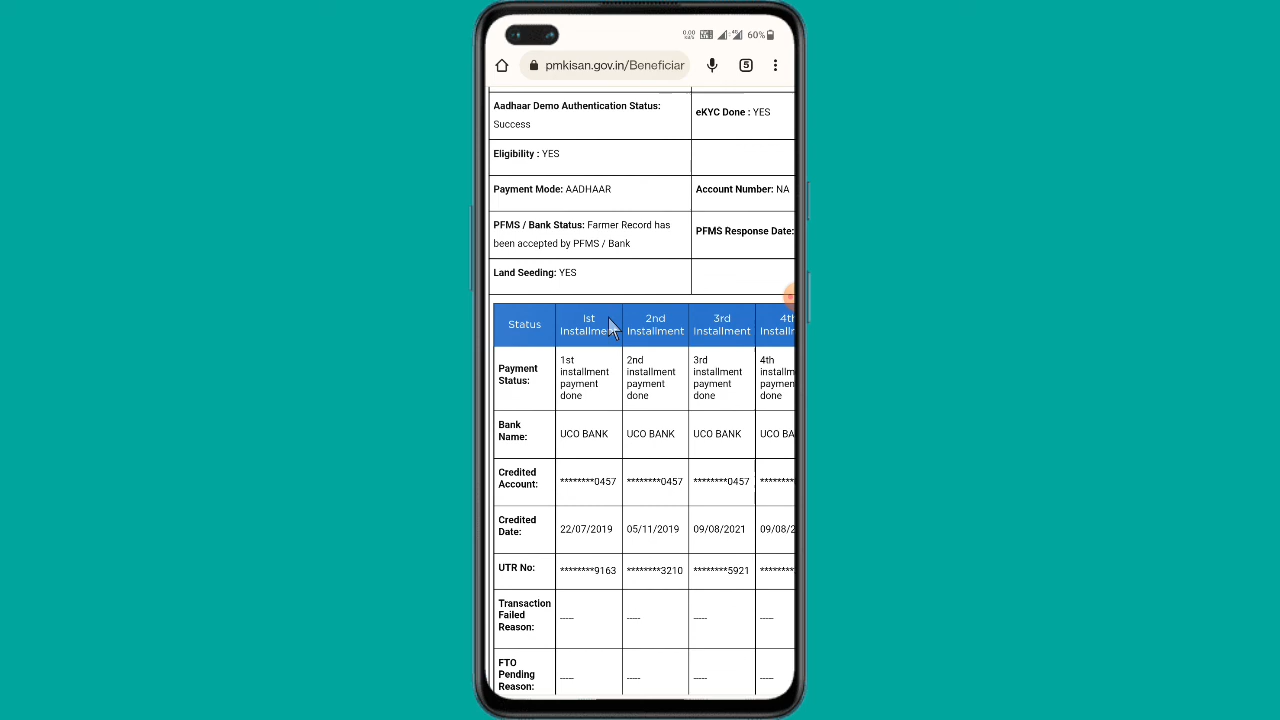 0.00 60%
pmkisan.gov.in/Beneficiar 5
Aadhaar Demo Authentication Status:
Success
eKYC Done : YES
Eligibility : YES
Payment Mode: AADHAAR
Account Number: NA
PFMS / Bank Status: Farmer Record has
been accepted by PFMS / Bank
PFMS Response Date:
Land Seeding: YES
Status
Ist
Installme
2nd
Installment
3rd
Installment
4th
Installm
Payment
Status:
1st
installment
payment
done
2nd
installment
payment
done
3rd
installment
payment
done
4th
installm
paymen
done
Bank
Name:
UCO BANK
UCO BANK
UCO BANK
UCO BA
Credited
Account:
********0457
********0457
********0457
********
Credited
Date:
22/07/2019
05/11/2019
09/08/2021
09/08/2
UTR No:
********9163
********3210
********5921
********
Transaction
Failed
Reason:
-----
-----
-----
-----
FTO
Pending
Reason:
-----
-----
-----
-----